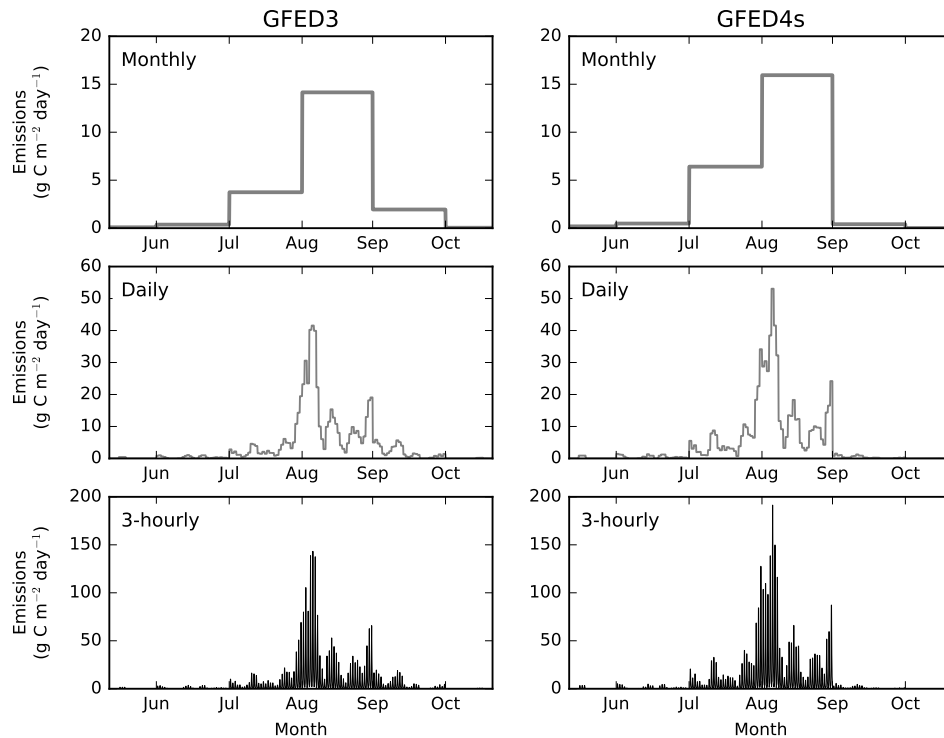 GFED3 GFED4s
20 20
Monthly Monthly
15 15
10 10
5 5
0 0
Emissions
(g C m⁻² day⁻¹)
Jun Jul Aug Sep Oct Jun Jul Aug Sep Oct
60 60
Daily Daily
50 50
40 40
30 30
20 20
10 10
0 0
Emissions
(g C m⁻² day⁻¹)
Jun Jul Aug Sep Oct Jun Jul Aug Sep Oct
200 200
3-hourly 3-hourly
150 150
100 100
50 50
0 0
Emissions
(g C m⁻² day⁻¹)
Jun Jul Aug Sep Oct Jun Jul Aug Sep Oct
Month Month